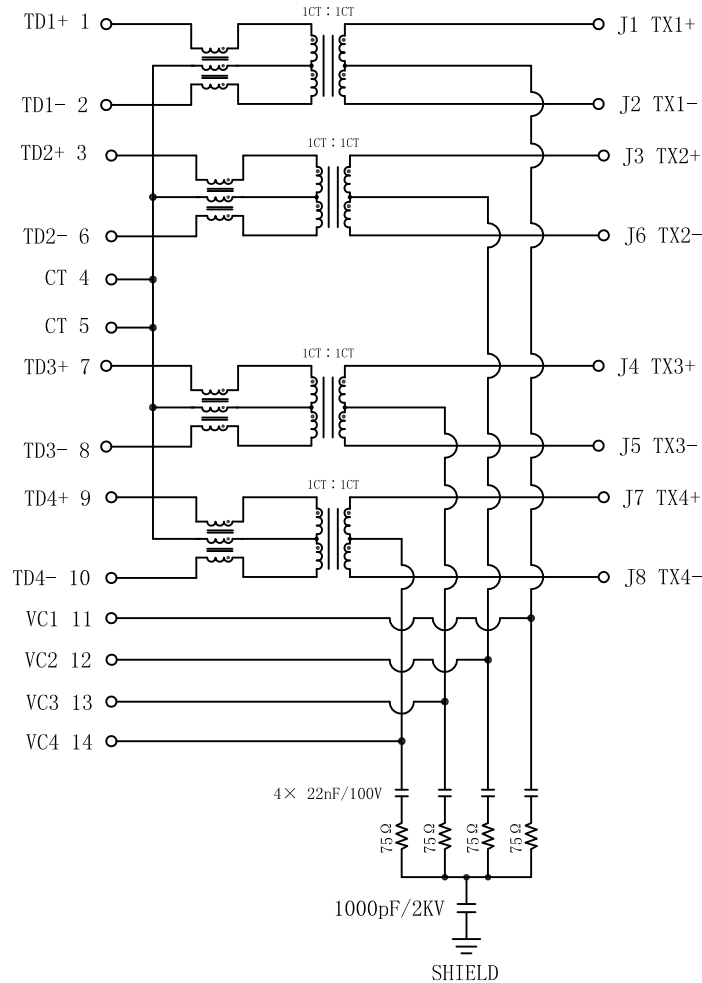 1CT:1CT
TD1+ 1
J1 TX1+
TD1- 2
J2 TX1-
1CT:1CT
TD2+ 3
J3 TX2+
TD2- 6
J6 TX2-
CT 4
CT 5
1CT:1CT
TD3+ 7
J4 TX3+
TD3- 8
J5 TX3-
1CT:1CT
TD4+ 9
J7 TX4+
TD4- 10
J8 TX4-
VC1 11
VC2 12
VC3 13
VC4 14
4× 22nF/100V
75Ω
75Ω
75Ω
75Ω
1000pF/2KV
SHIELD